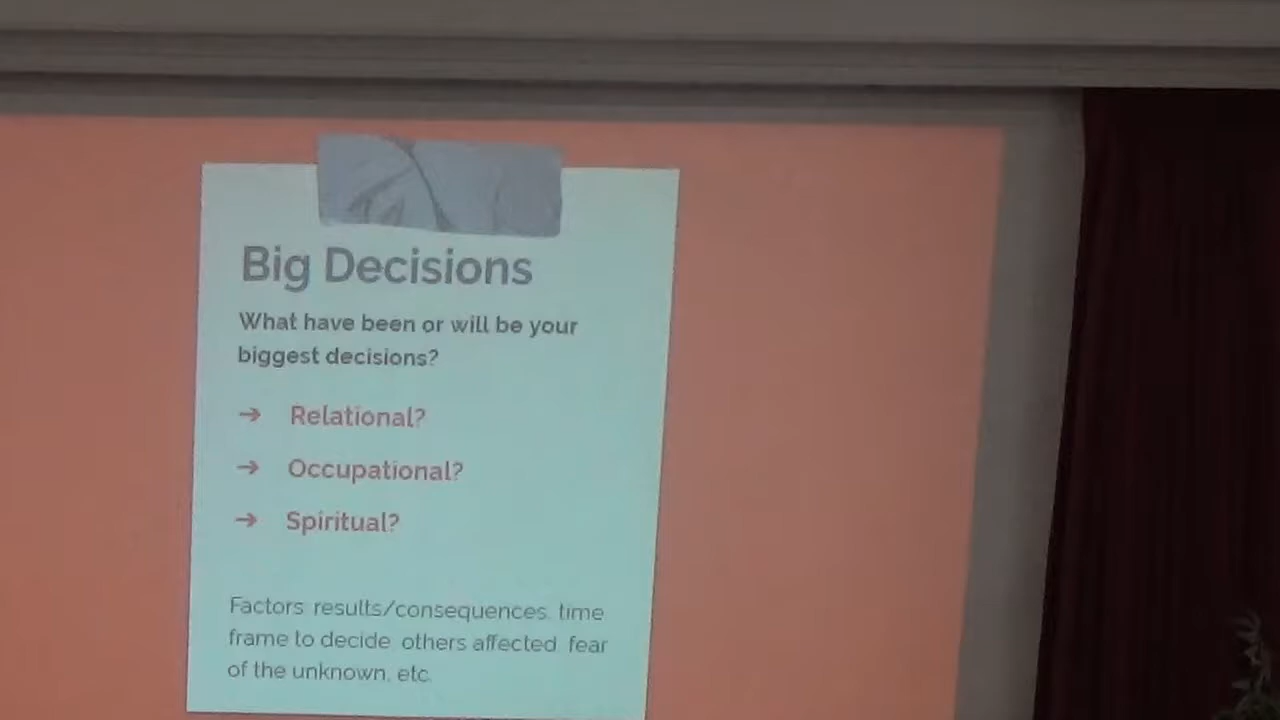 Big Decisions
What have been or will be your
biggest decisions?
→ Relational?
→ Occupational?
→ Spiritual?
Factors: results/consequences, time
frame to decide, others affected, fear
of the unknown, etc.